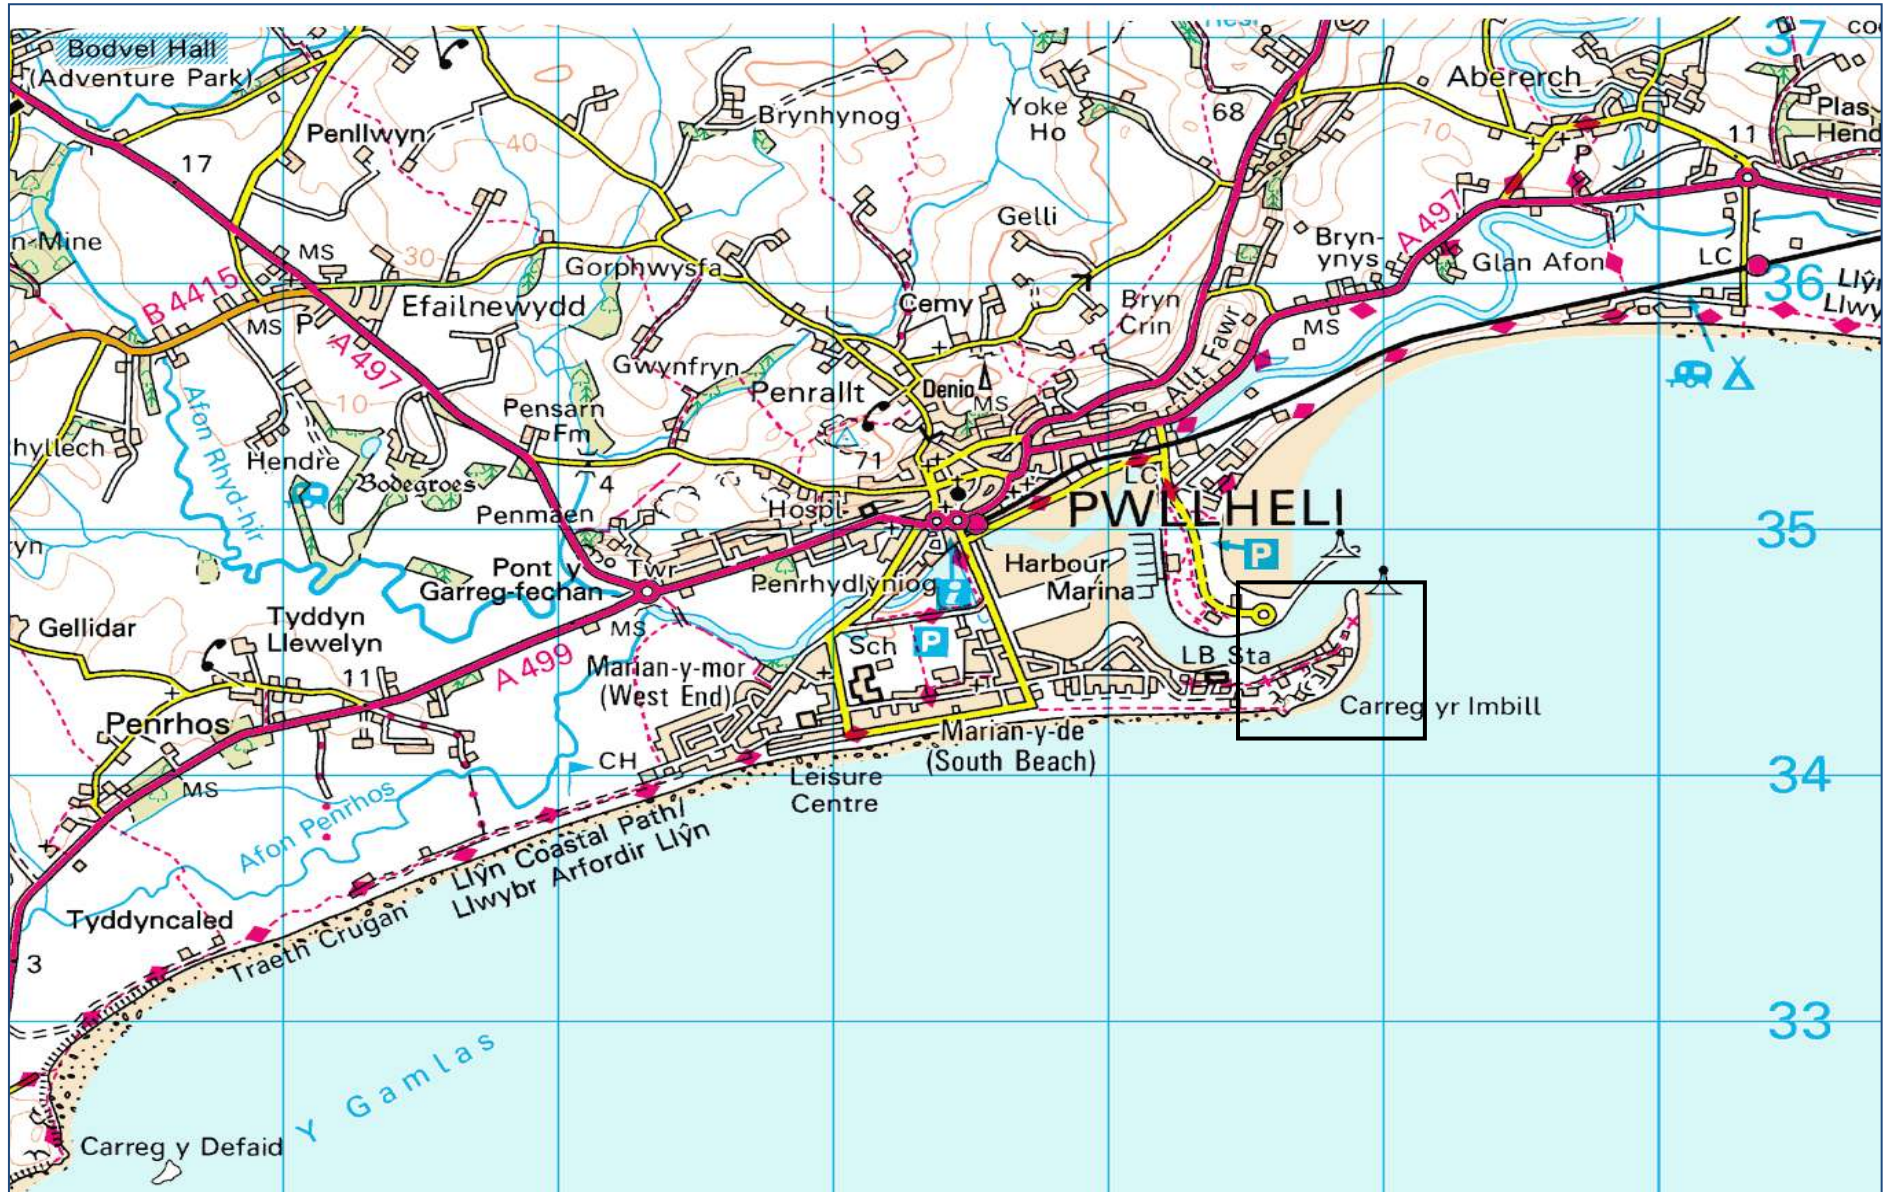 Hesl
37
Bodvel Hall
(Adventure Park)
Abererch
Yoke
Ho
68
Brynhynog
Plas
Hend
Penllwyn
40
10
11
P
17
Gelli
n-Mine
MS
30
Bryn-
ynys
A 497
Glan Afon
LC
Gorphwysfa
36
B 4415
Efailnewydd
Cemy
Bryn
Crin
Llŷn
Llwy
MS
P
MS
A 497
Allt Fawr
Gwynfryn
Penrallt
Denio
MS
10
Pensarn
Fm
Afon Rhyd-hir
hyllech
Hendre
71
Bodegroes
4
LC
PWLLHELI
Penmaen
Hospl
35
yn
P
Pont y
Garreg-fechan
Twr
Penrhydlyniog
i
Harbour
Marina
Tyddyn
Llewelyn
Gellidar
MS
P
Sch
LB Sta
A 499
Marian-y-mor
(West End)
11
Carreg yr Imbill
Penrhos
Marian-y-de
(South Beach)
CH
Leisure
Centre
34
MS
Afon Penrhos
Llŷn Coastal Path/
Llwybr Arfordir Llŷn
Tyddyncaled
Traeth Crugan
3
33
Y Gamlas
Carreg y Defaid